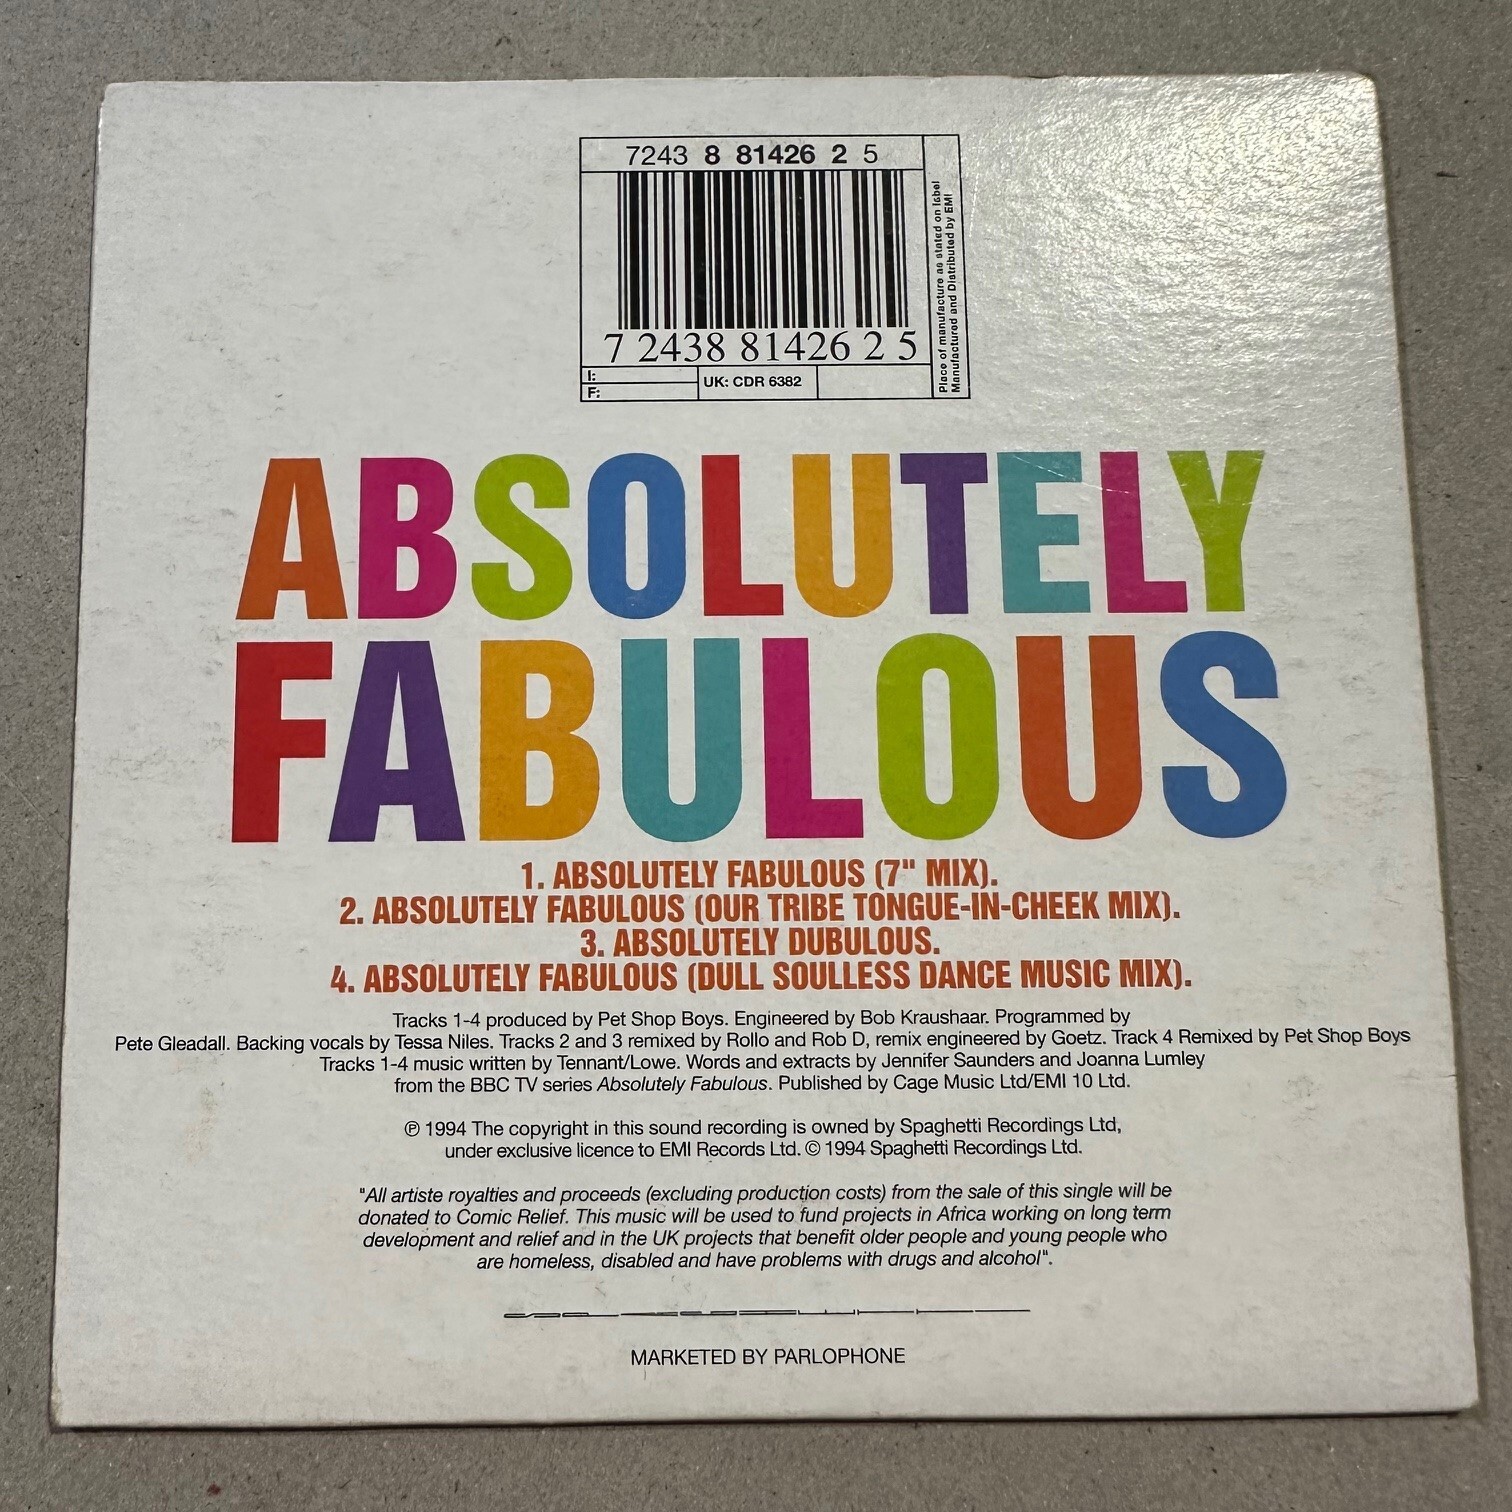 7243 8 81426 2 5
7 24388 14262 5
I:
F:
UK: CDR 6382
Place of manufacture as stated on label
Manufactured and Distributed by EMI
ABSOLUTELY
FABULOUS
1. ABSOLUTELY FABULOUS (7" MIX).
2. ABSOLUTELY FABULOUS (OUR TRIBE TONGUE-IN-CHEEK MIX).
3. ABSOLUTELY DUBULOUS.
4. ABSOLUTELY FABULOUS (DULL SOULLESS DANCE MUSIC MIX).
Tracks 1-4 produced by Pet Shop Boys. Engineered by Bob Kraushaar. Programmed by
Pete Gleadall. Backing vocals by Tessa Niles. Tracks 2 and 3 remixed by Rollo and Rob D, remix engineered by Goetz. Track 4 Remixed by Pet Shop Boys
Tracks 1-4 music written by Tennant/Lowe. Words and extracts by Jennifer Saunders and Joanna Lumley
from the BBC TV series Absolutely Fabulous. Published by Cage Music Ltd/EMI 10 Ltd.
℗ 1994 The copyright in this sound recording is owned by Spaghetti Recordings Ltd,
under exclusive licence to EMI Records Ltd. © 1994 Spaghetti Recordings Ltd.
"All artiste royalties and proceeds (excluding production costs) from the sale of this single will be
donated to Comic Relief. This music will be used to fund projects in Africa working on long term
development and relief and in the UK projects that benefit older people and young people who
are homeless, disabled and have problems with drugs and alcohol".
MARKETED BY PARLOPHONE